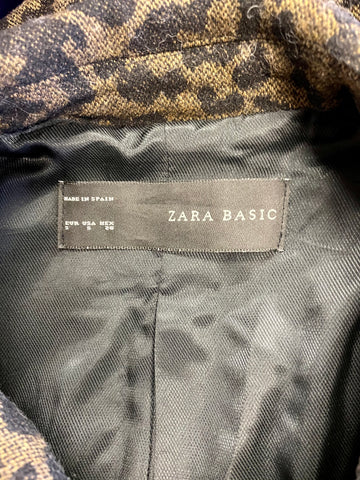 MADE IN SPAIN
ZARA BASIC
EUR USA MEX
S S 26